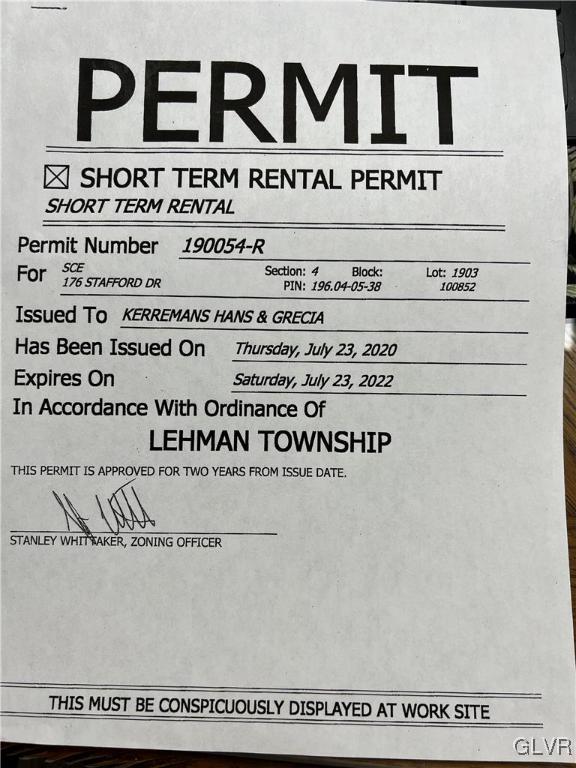 PERMIT
SHORT TERM RENTAL PERMIT
SHORT TERM RENTAL
Permit Number 190054-R
For SCE Section: 4 Block: Lot: 1903
176 STAFFORD DR PIN: 196.04-05-38 100852
Issued To KERREMANS HANS & GRECIA
Has Been Issued On Thursday, July 23, 2020
Expires On Saturday, July 23, 2022
In Accordance With Ordinance Of
LEHMAN TOWNSHIP
THIS PERMIT IS APPROVED FOR TWO YEARS FROM ISSUE DATE.
STANLEY WHITTAKER, ZONING OFFICER
THIS MUST BE CONSPICUOUSLY DISPLAYED AT WORK SITE
GLVR